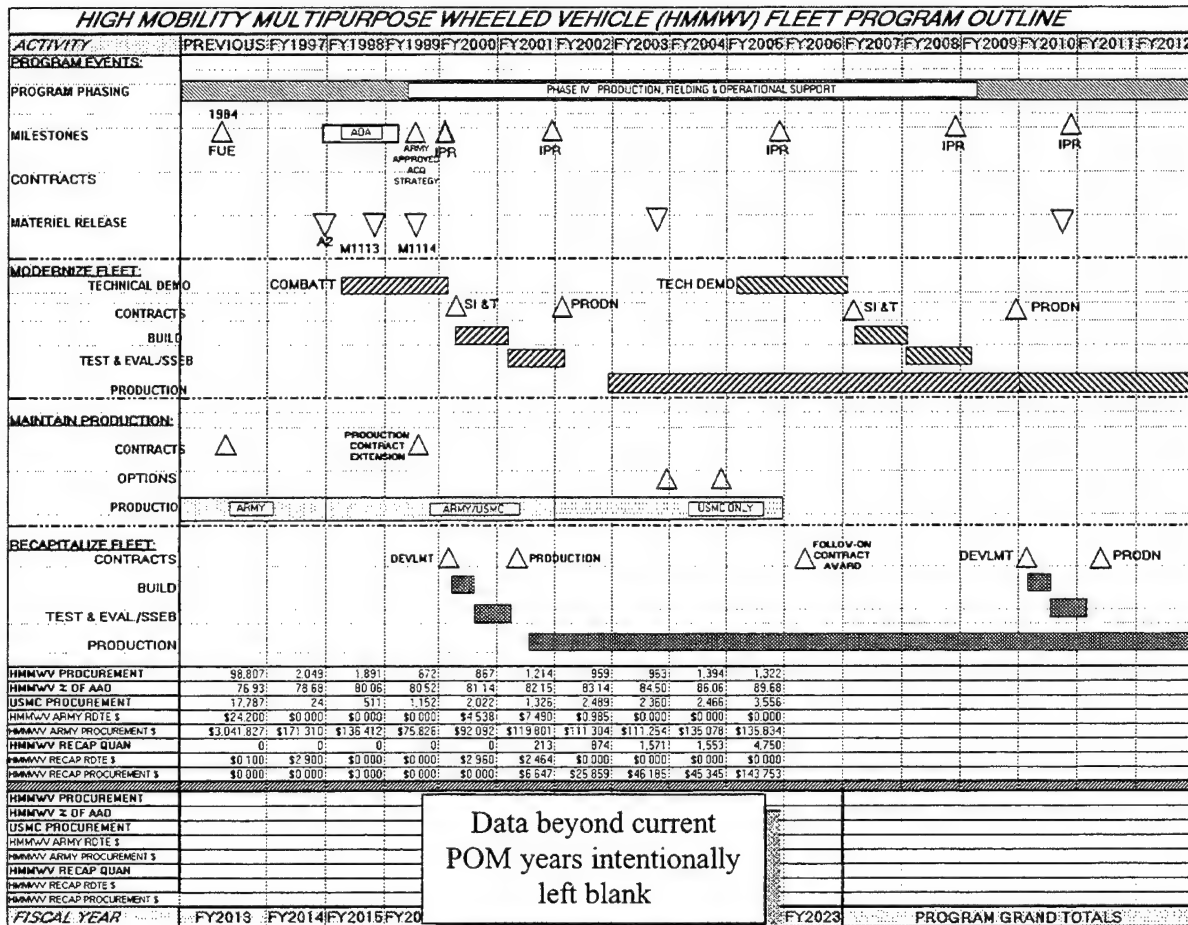 HIGH MOBILITY MULTIPURPOSE WHEELED VEHICLE (HMMWV) FLEET PROGRAM OUTLINE
ACTIVITY PREVIOUS FY1997 FY1998 FY1999 FY2000 FY2001 FY2002 FY2003 FY2004 FY2005 FY2006 FY2007 FY2008 FY2009 FY2010 FY2011 FY2012
PROGRAM EVENTS:
PROGRAM PHASING PHASE IV PRODUCTION, FIELDING & OPERATIONAL SUPPORT
1984
MILESTONES AOA
FUE ARMY APPROVED ACQ STRATEGY IPR IPR IPR IPR IPR
CONTRACTS
MATERIEL RELEASE
A2 M1113 M1114
MODERNIZE FLEET:
TECHNICAL DEMO COMBATT TECH DEMO
CONTRACTS SI &T PRODN SI &T PRODN
BUILD
TEST & EVAL/SSEB
PRODUCTION
MAINTAIN PRODUCTION:
CONTRACTS PRODUCTION CONTRACT EXTENSION
OPTIONS
PRODUCTIO ARMY ARMY/USMC USMC ONLY
RECAPITALIZE FLEET:
CONTRACTS DEVLMT PRODUCTION FOLLOW-ON CONTRACT AWARD DEVLMT PRODN
BUILD
TEST & EVAL/SSEB
PRODUCTION
HMMWV PROCUREMENT 98,807 2,049 1,891 672 867 1,214 959 963 1,394 1,322
HMMWV % OF AAO 76.93 78.68 80.06 80.52 81.14 82.15 83.14 84.50 86.06 89.68
USMC PROCUREMENT 17,787 24 511 1,152 2,022 1,326 2,489 2,360 2,466 3,556
HMMWV ARMY RDTE $ $24.200 $0.000 $0.000 $0.000 $4.538 $7.490 $0.985 $0.000 $0.000 $0.000
HMMWV ARMY PROCUREMENT $ $3,041.827 $171.310 $136.412 $75.826 $92.092 $119.801 $111.304 $111.254 $135.078 $135.834
HMMWV RECAP QUAN 0 0 0 0 0 213 874 1,571 1,553 4,750
HMMWV RECAP RDTE $ $0.100 $2.900 $0.000 $0.000 $2.960 $2.464 $0.000 $0.000 $0.000 $0.000
HMMWV RECAP PROCUREMENT $ $0.000 $0.000 $0.000 $0.000 $6.647 $25.859 $46.185 $45.345 $143.753
HMMWV PROCUREMENT
HMMWV % OF AAO
USMC PROCUREMENT
HMMWV ARMY RDTE $
HMMWV ARMY PROCUREMENT $
HMMWV RECAP QUAN
HMMWV RECAP RDTE $
HMMWV RECAP PROCUREMENT $
Data beyond current
POM years intentionally
left blank
FISCAL YEAR FY2013 FY2014 FY2015 FY20 FY2023 PROGRAM GRAND TOTALS